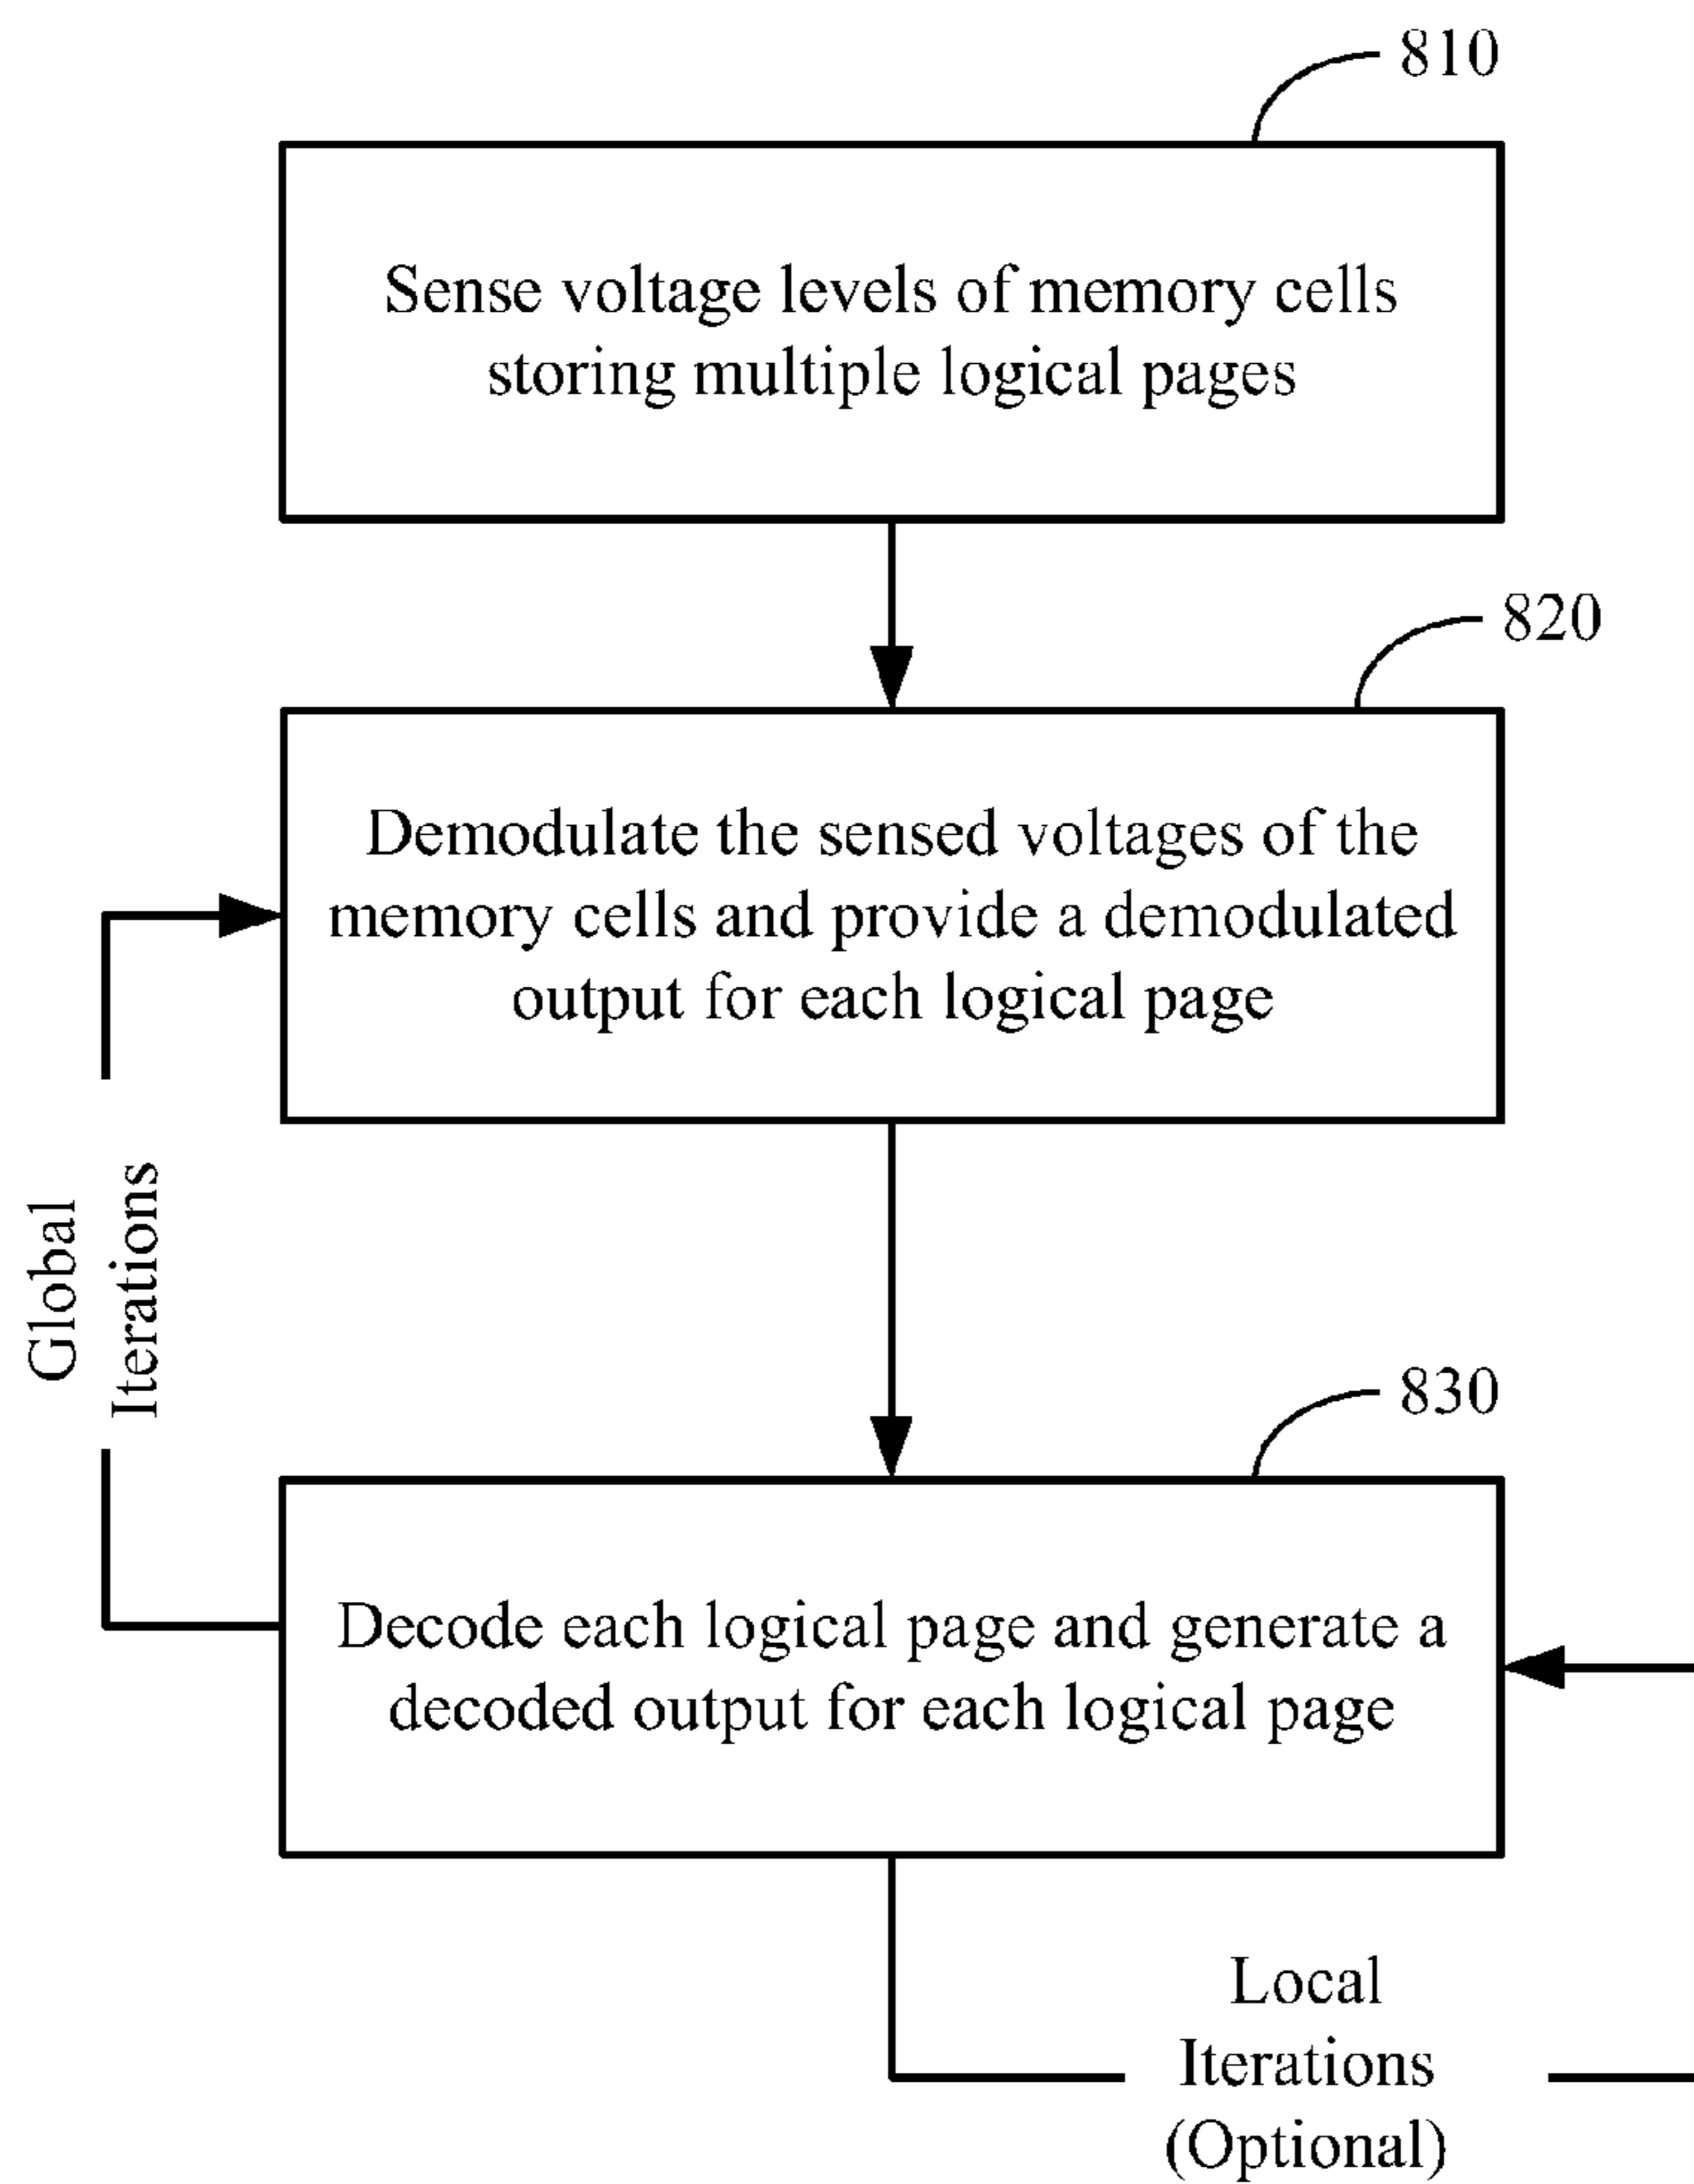 810
Sense voltage levels of memory cells
storing multiple logical pages
820
Demodulate the sensed voltages of the
memory cells and provide a demodulated
output for each logical page
Global
Iterations
830
Decode each logical page and generate a
decoded output for each logical page
Local
Iterations
(Optional)